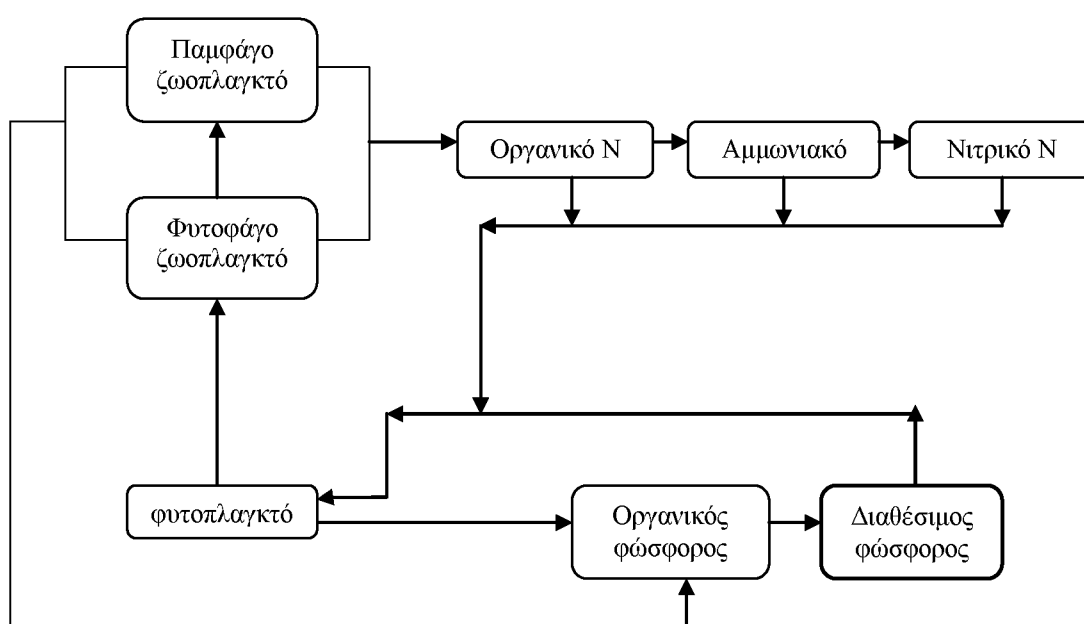 Παμφάγο
ζωοπλαγκτό
Οργανικό Ν
Αμμωνιακό
Νιτρικό Ν
Φυτοφάγο
ζωοπλαγκτό
φυτοπλαγκτό
Οργανικός
φώσφορος
Διαθέσιμος
φώσφορος